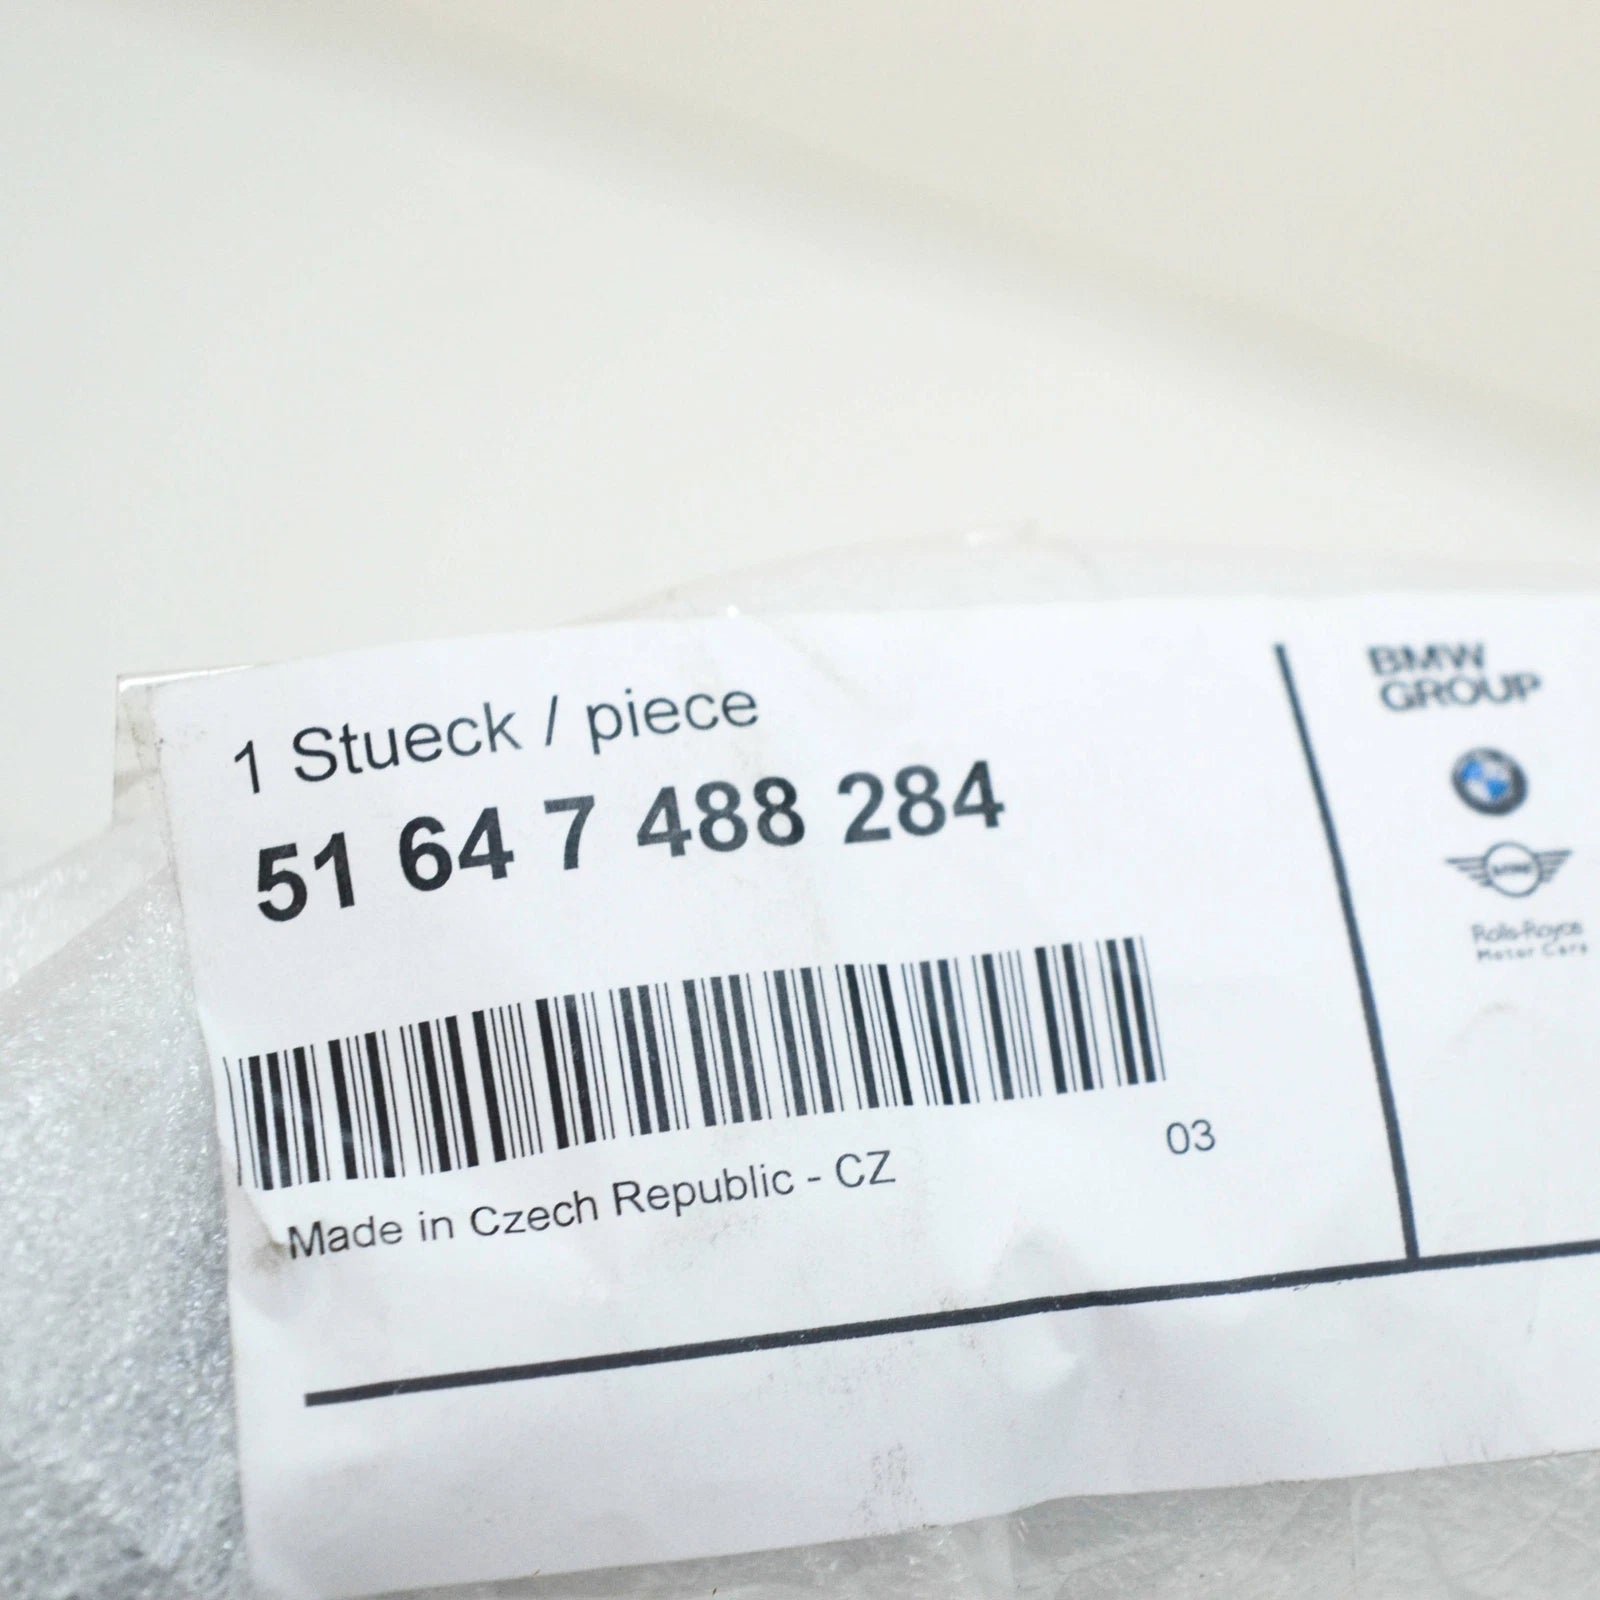 1 Stueck / piece
51 64 7 488 284
03
Made in Czech Republic - CZ
BMW
GROUP
MINI
Rolls-Royce
Motor Cars